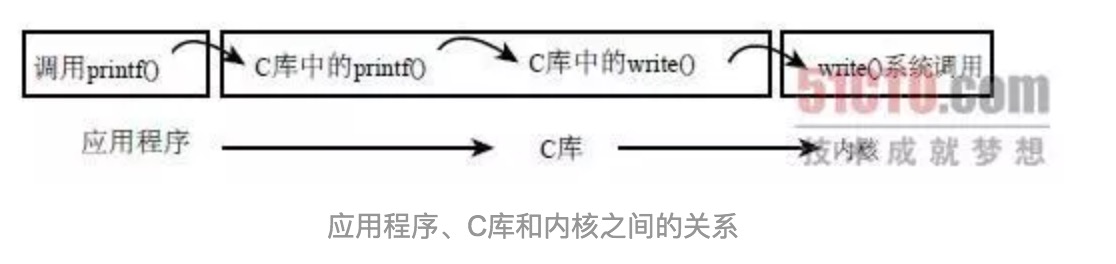 调用printf() C库中的printf() C库中的write() write()系统调用
51CTO.com
应用程序 C库 内核
技术成就梦想
应用程序、C库和内核之间的关系